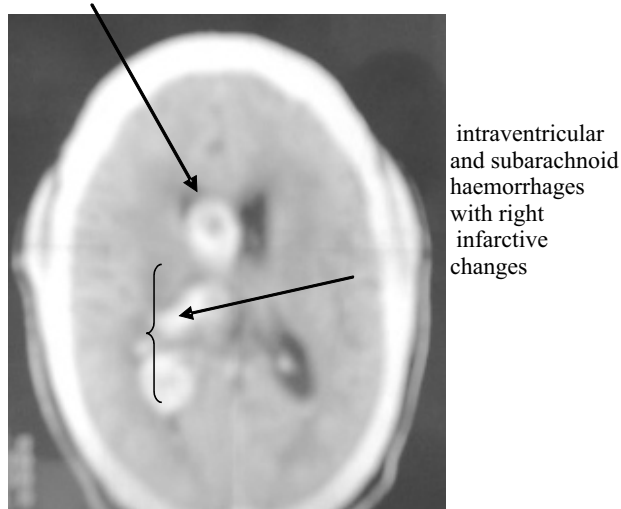 intraventricular
and subarachnoid
haemorrhages
with right
infarctive
changes